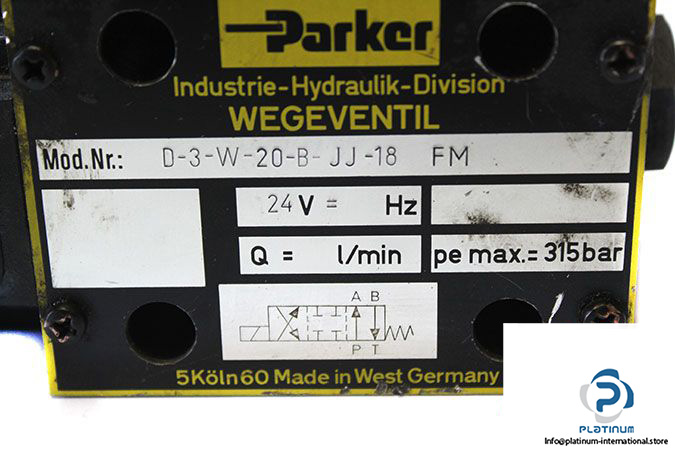 Parker
Industrie-Hydraulik-Division
WEGEVENTIL
Mod.Nr.: D-3-W-20-B-JJ-18 FM
24 V = Hz
Q = l/min pe max.= 315bar
A B
P T
5Köln60 Made in West Germany
PLATINUM
Info@platinum-international.store